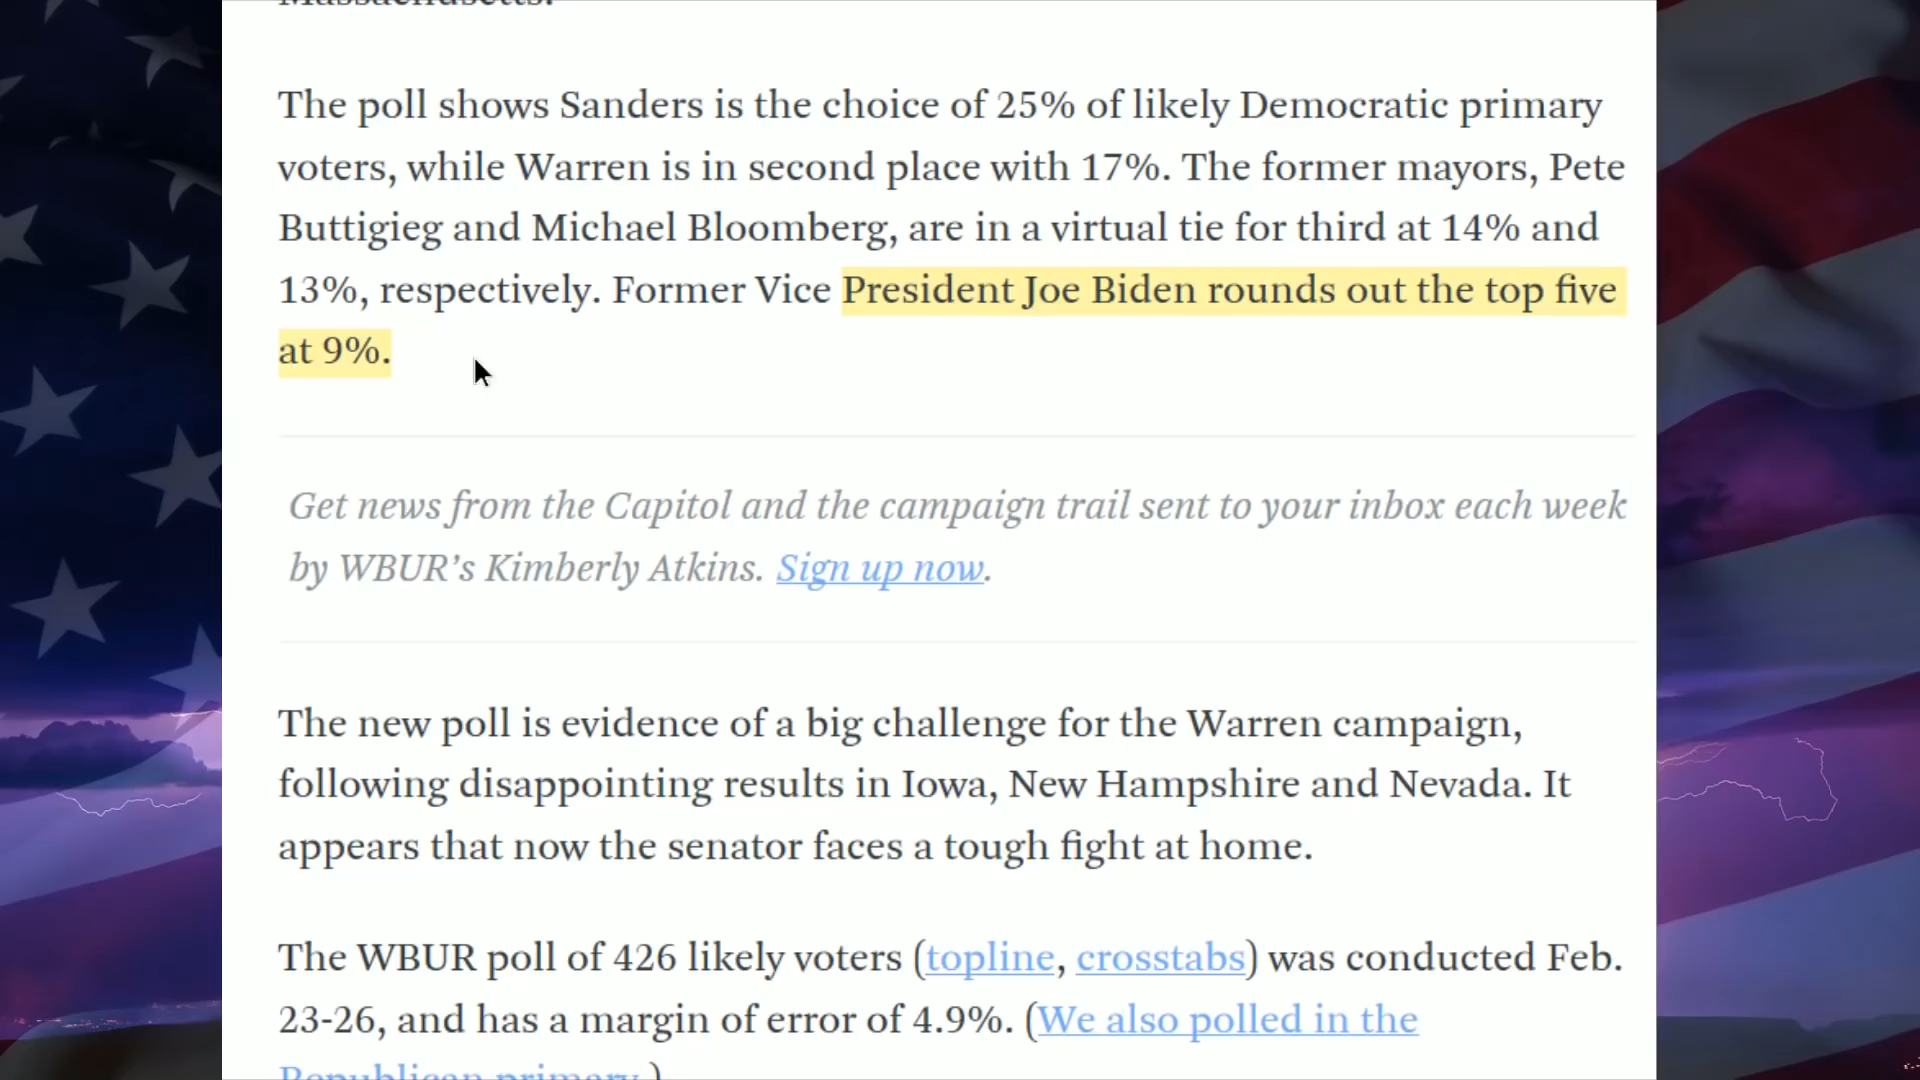 The poll shows Sanders is the choice of 25% of likely Democratic primary
voters, while Warren is in second place with 17%. The former mayors, Pete
Buttigieg and Michael Bloomberg, are in a virtual tie for third at 14% and
13%, respectively. Former Vice President Joe Biden rounds out the top five
at 9%.
Get news from the Capitol and the campaign trail sent to your inbox each week
by WBUR’s Kimberly Atkins. Sign up now.
The new poll is evidence of a big challenge for the Warren campaign,
following disappointing results in Iowa, New Hampshire and Nevada. It
appears that now the senator faces a tough fight at home.
The WBUR poll of 426 likely voters (topline, crosstabs) was conducted Feb.
23-26, and has a margin of error of 4.9%. (We also polled in the
Republican primary.)